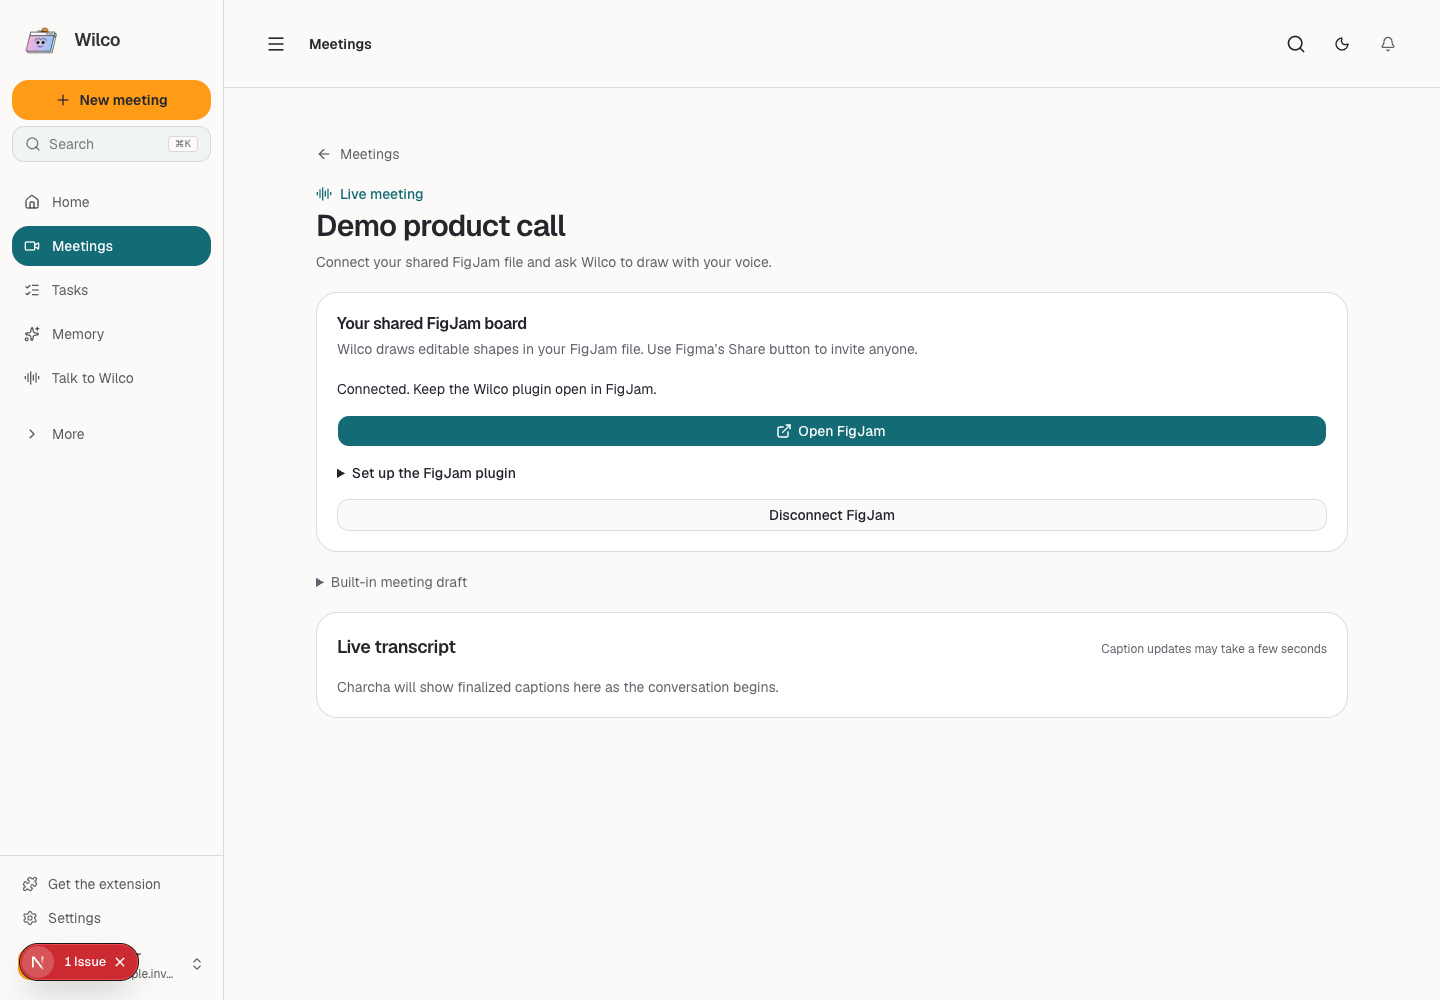 Wilco
New meeting
Search
⌘K
Home
Meetings
Tasks
Memory
Talk to Wilco
More
Get the extension
Settings
1 Issue
ple.inv...
Meetings
Meetings
Live meeting
Demo product call
Connect your shared FigJam file and ask Wilco to draw with your voice.
Your shared FigJam board
Wilco draws editable shapes in your FigJam file. Use Figma’s Share button to invite anyone.
Connected. Keep the Wilco plugin open in FigJam.
Open FigJam
Set up the FigJam plugin
Disconnect FigJam
Built-in meeting draft
Live transcript
Caption updates may take a few seconds
Charcha will show finalized captions here as the conversation begins.